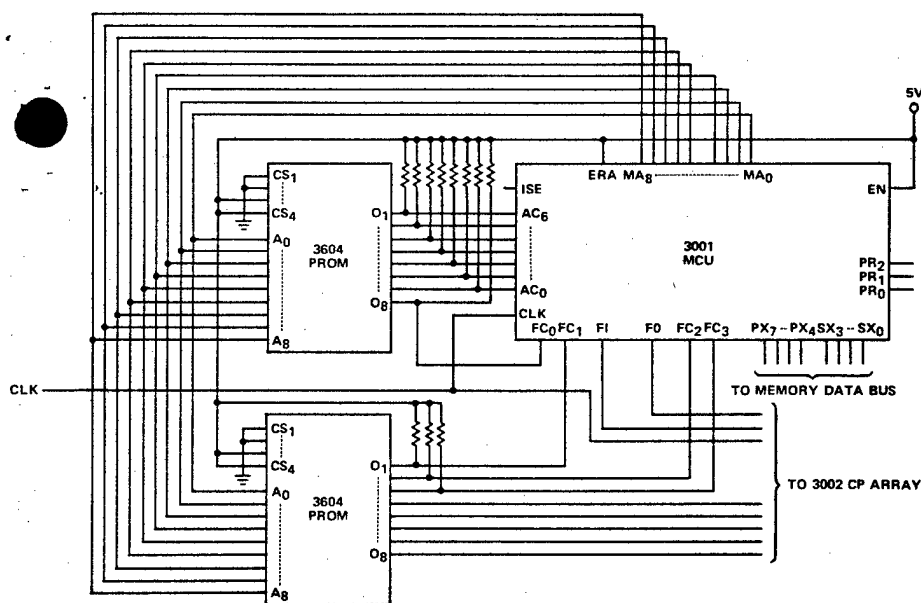 5V
ERA MA8 MA0
ISE
EN
CS1
CS4
O1
AC6
A0
3604
PROM
3001
MCU
PR2
PR1
PR0
AC0
O8
CLK
FC0 FC1 FI F0 FC2 FC3 PX7 -- PX4 SX3 -- SX0
A8
TO MEMORY DATA BUS
CLK
CS1
CS4
O1
A0
3604
PROM
TO 3002 CP ARRAY
O8
A8